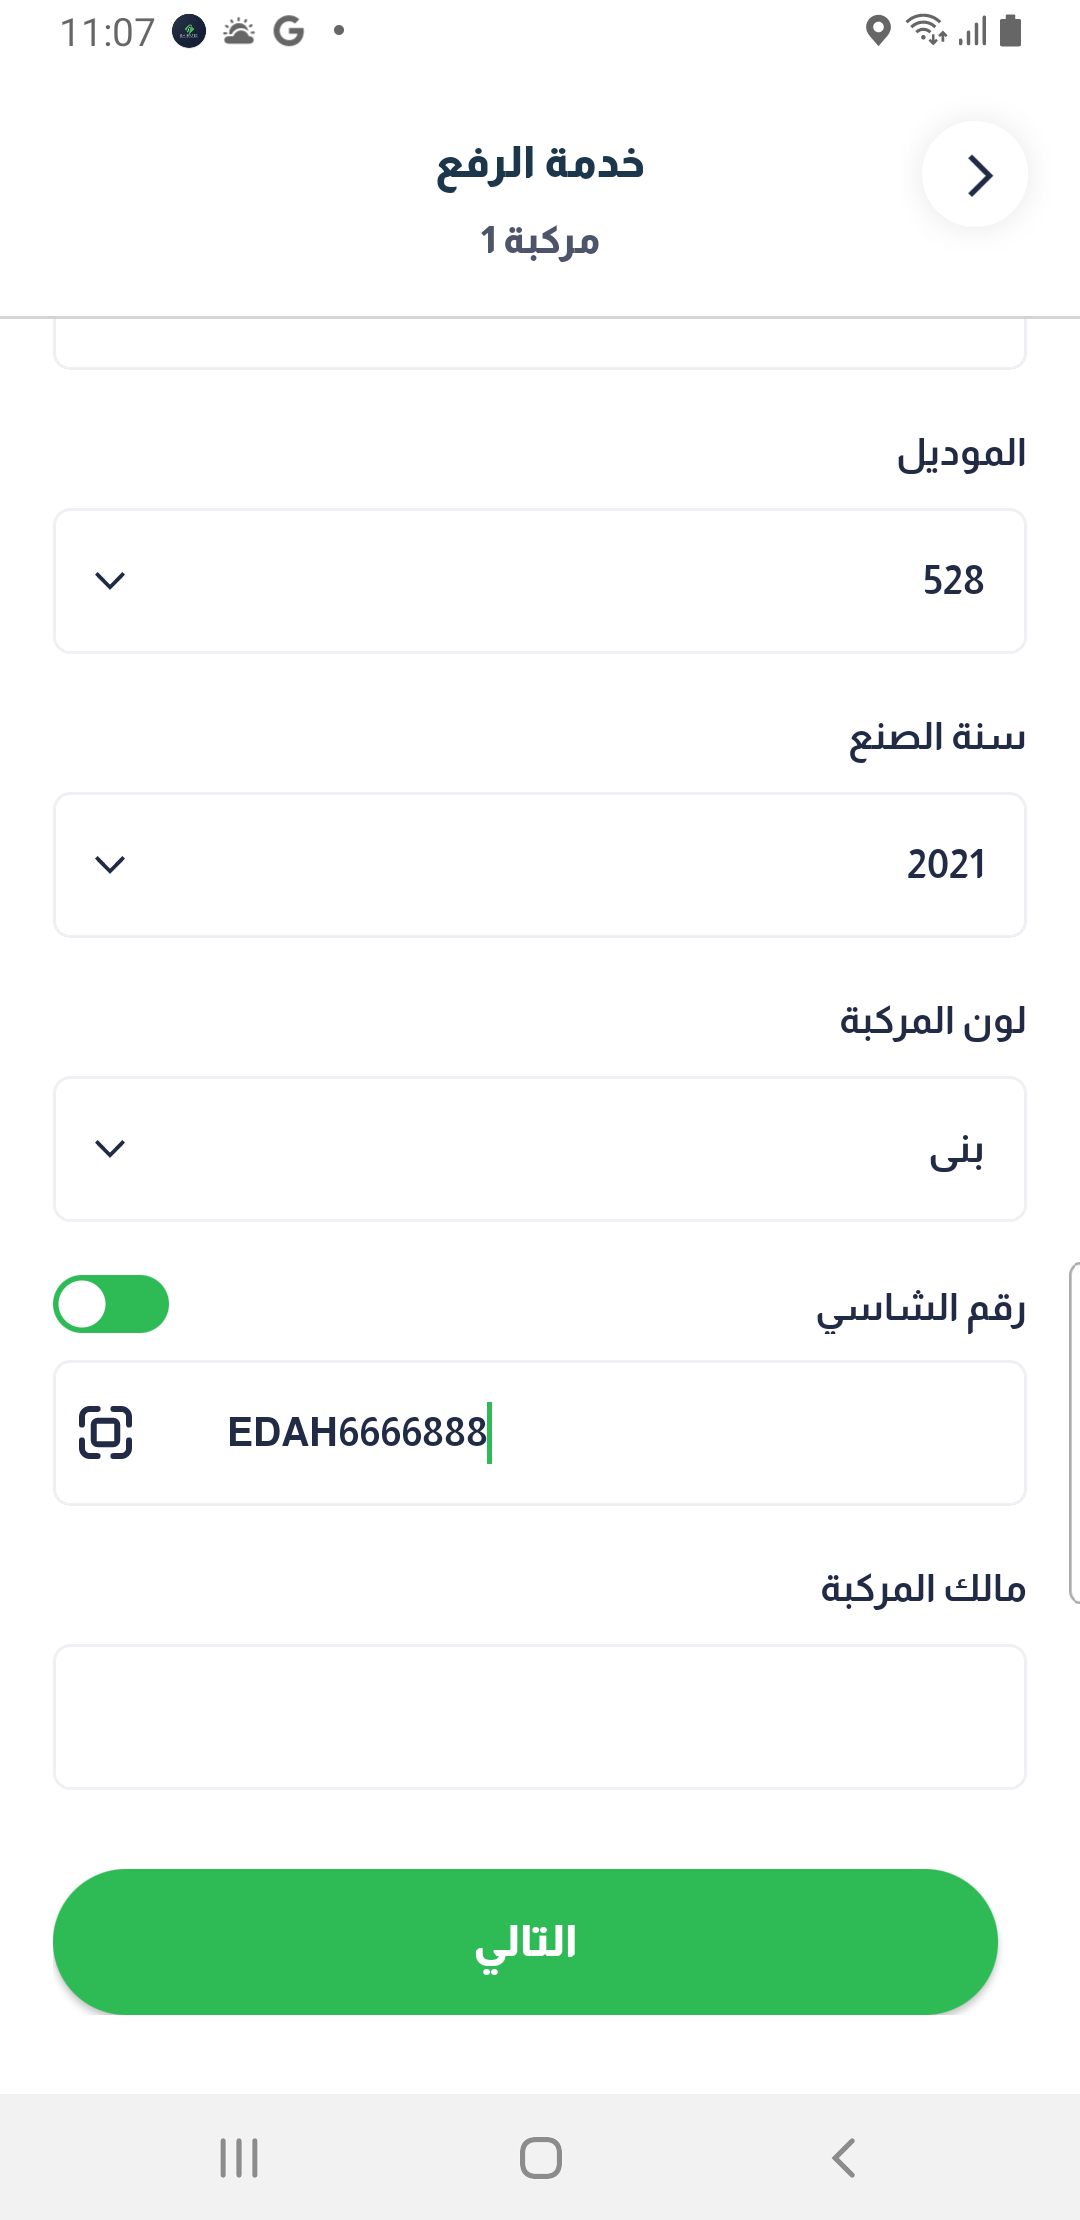 11:07
خدمة الرفع
مركبة 1
الموديل
528
سنة الصنع
2021
لون المركبة
بنى
رقم الشاسي
EDAH6666888
مالك المركبة
التالي